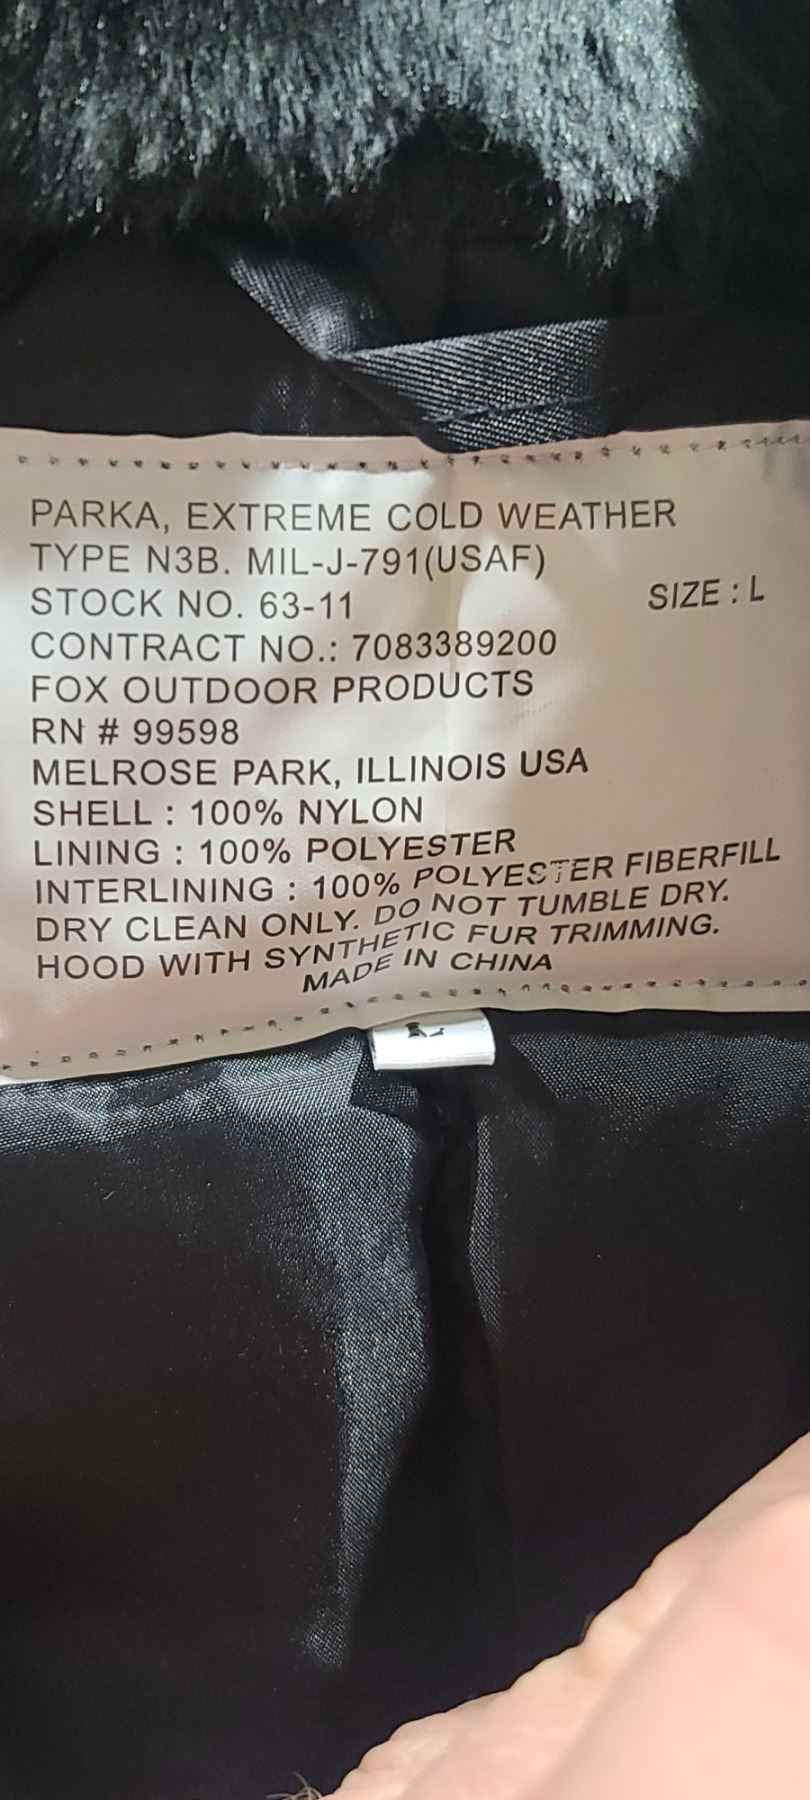 PARKA, EXTREME COLD WEATHER
TYPE N3B. MIL-J-791(USAF)
STOCK NO. 63-11
SIZE : L
CONTRACT NO.: 7083389200
FOX OUTDOOR PRODUCTS
RN # 99598
MELROSE PARK, ILLINOIS USA
SHELL : 100% NYLON
LINING : 100% POLYESTER
INTERLINING : 100% POLYESTER FIBERFILL
DRY CLEAN ONLY. DO NOT TUMBLE DRY.
HOOD WITH SYNTHETIC FUR TRIMMING.
MADE IN CHINA